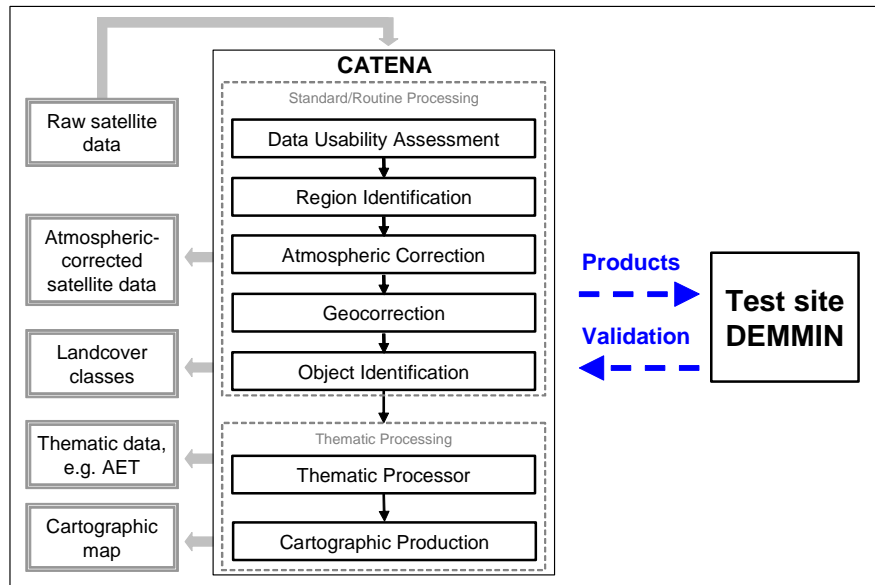 CATENA
Standard/Routine Processing
Raw satellite
data
Data Usability Assessment
Region Identification
Atmospheric-
corrected
satellite data
Atmospheric Correction
Geocorrection
Landcover
classes
Object Identification
Thematic Processing
Thematic data,
e.g. AET
Thematic Processor
Cartographic
map
Cartographic Production
Products
Validation
Test site
DEMMIN